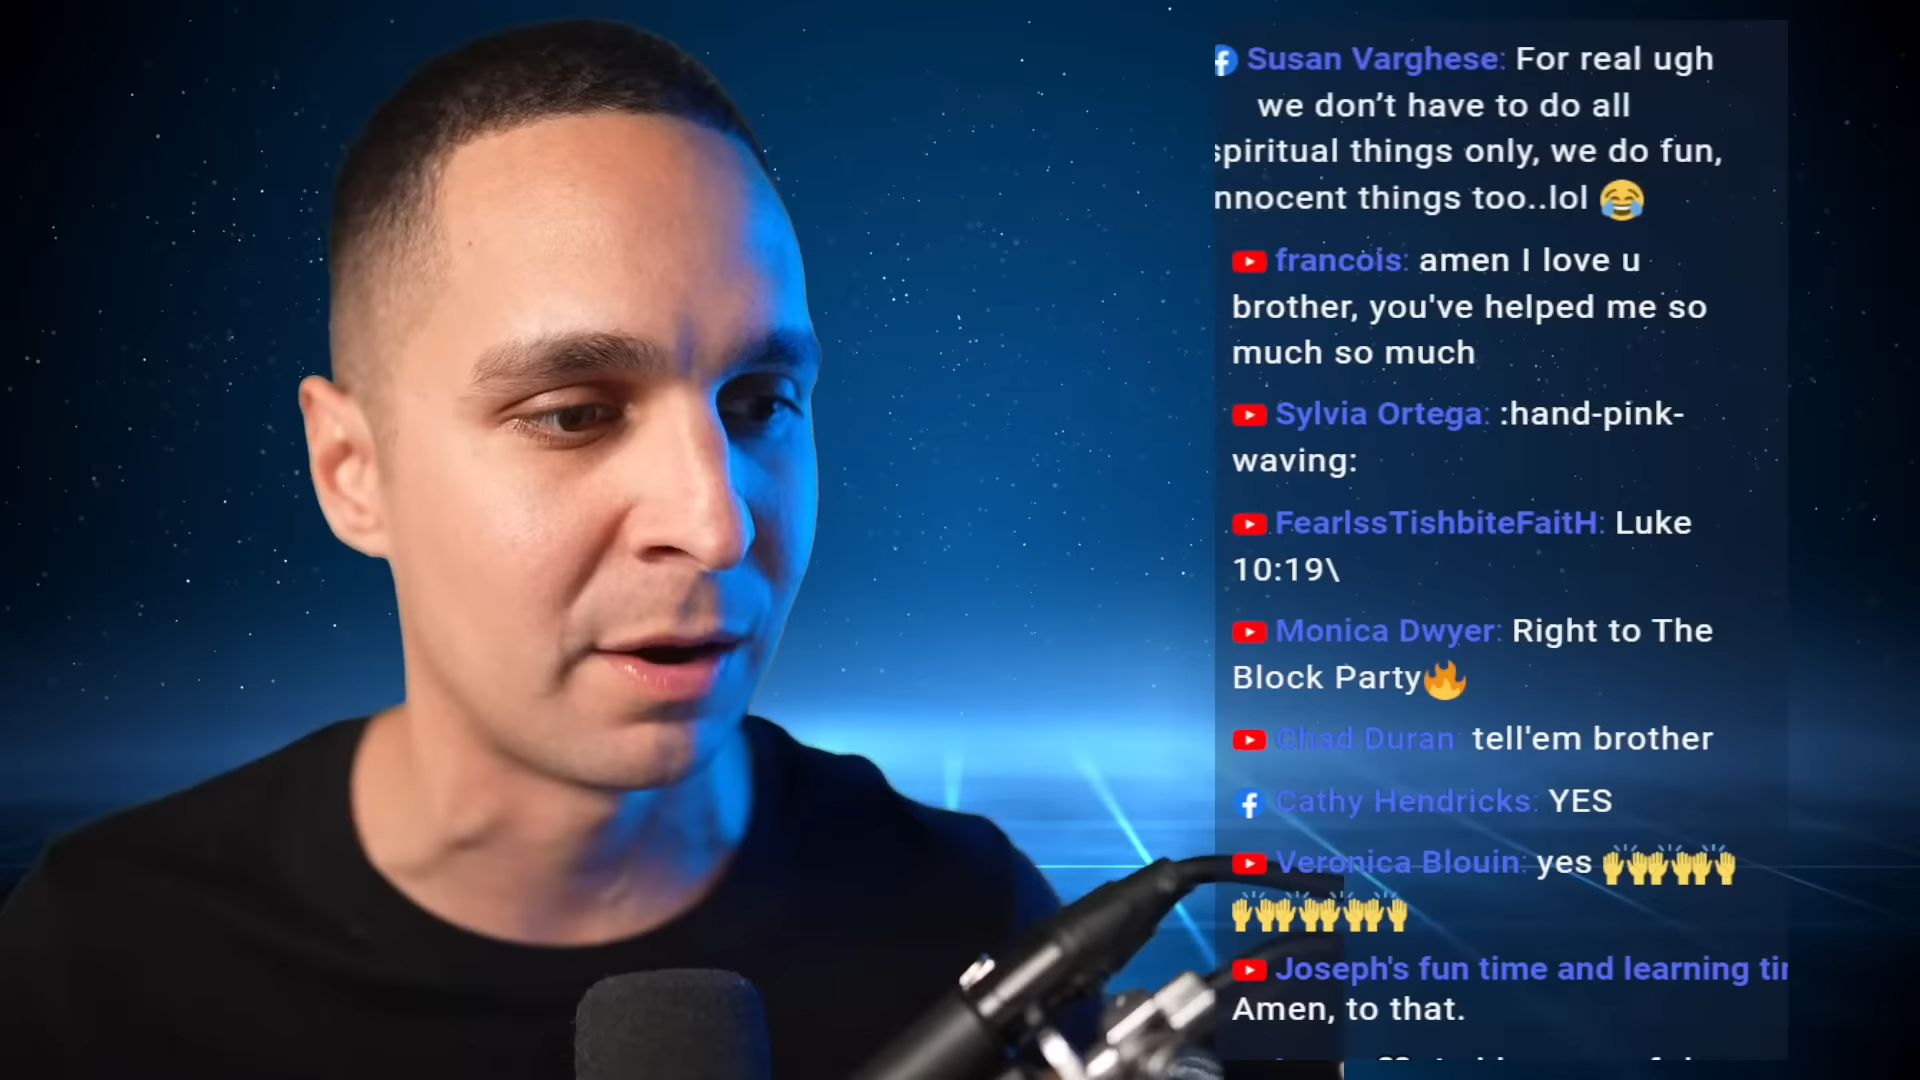 Susan Varghese: For real ugh
we don’t have to do all
spiritual things only, we do fun,
nnocent things too..lol 😂
francois: amen I love u
brother, you've helped me so
much so much
Sylvia Ortega: :hand-pink-
waving:
FearlssTishbiteFaitH: Luke
10:19\
Monica Dwyer: Right to The
Block Party🔥
Chad Duran: tell'em brother
Cathy Hendricks: YES
Veronica Blouin: yes 🙌🙌🙌
🙌🙌🙌🙌
Joseph's fun time and learning tir
Amen, to that.